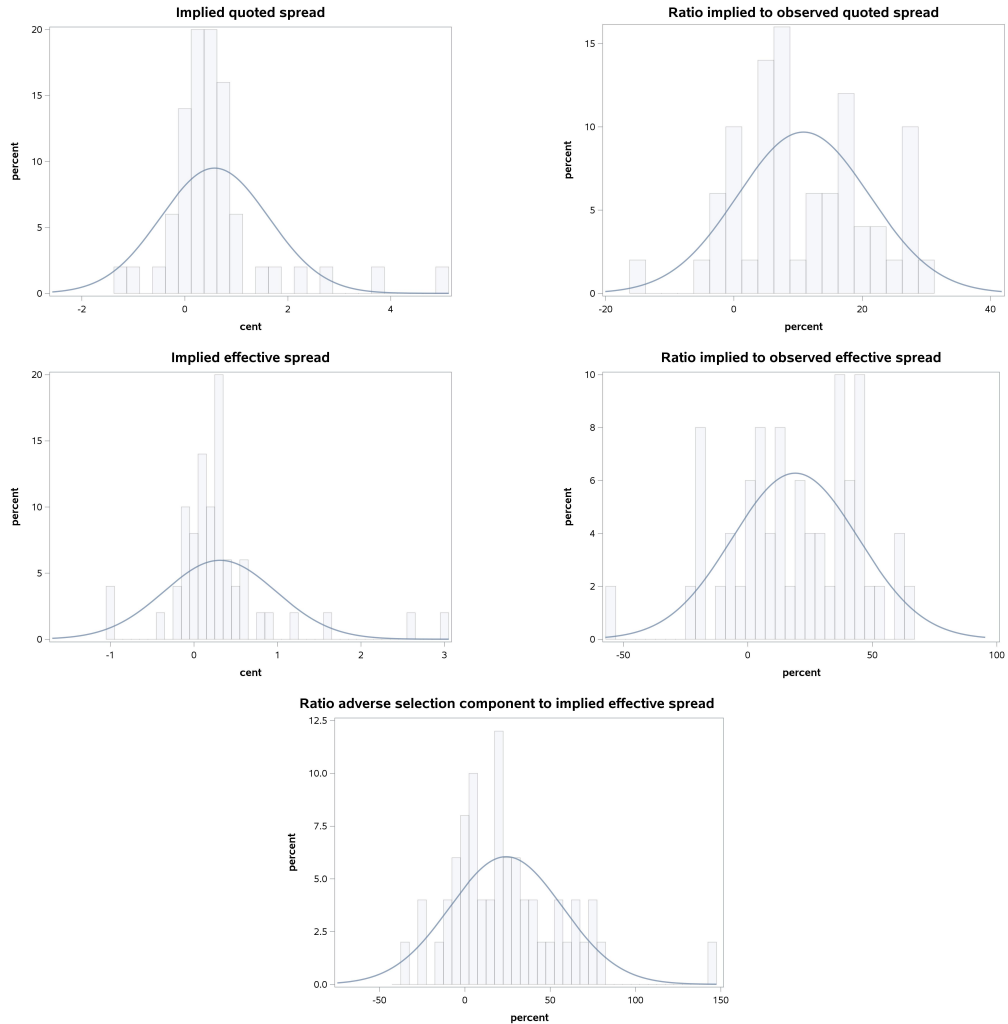 Implied quoted spread
20
15
10
5
0
percent
-2 0 2 4
cent
Ratio implied to observed quoted spread
15
10
5
0
percent
-20 0 20 40
percent
Implied effective spread
20
15
10
5
0
percent
-1 0 1 2 3
cent
Ratio implied to observed effective spread
10
8
6
4
2
0
percent
-50 0 50 100
percent
Ratio adverse selection component to implied effective spread
12.5
10.0
7.5
5.0
2.5
0.0
percent
-50 0 50 100 150
percent